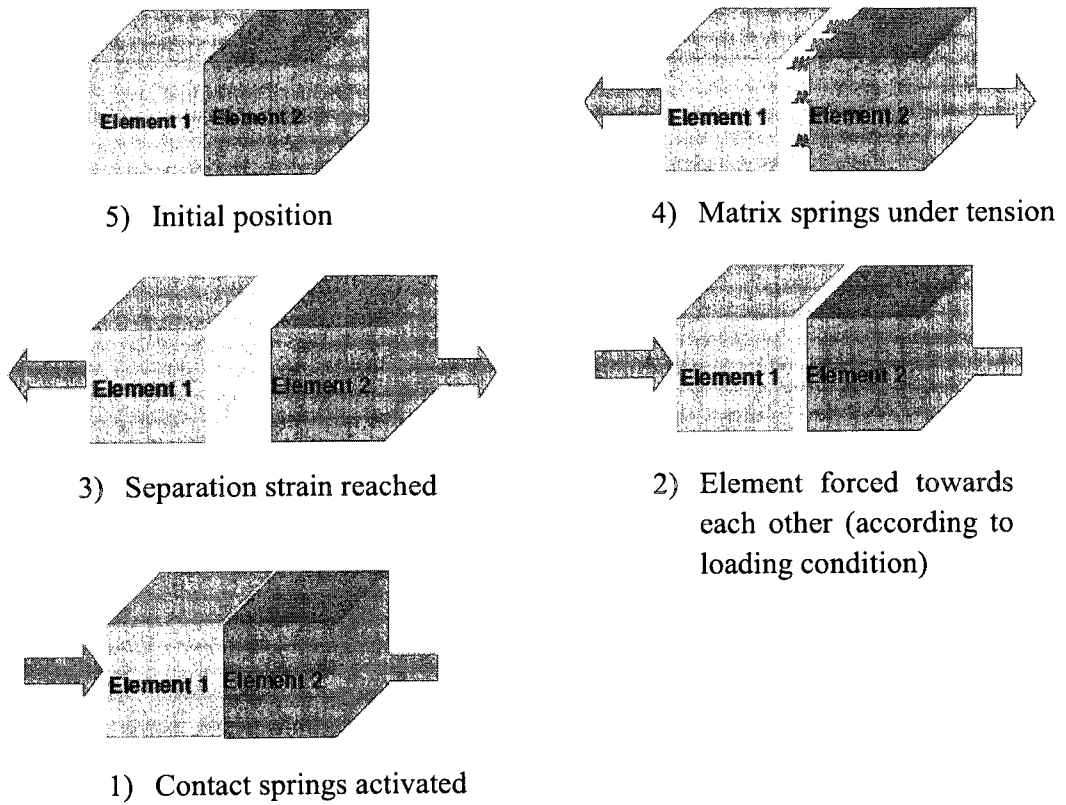 Element 1 Element 2
5) Initial position
Element 1 Element 2
4) Matrix springs under tension
Element 1 Element 2
3) Separation strain reached
Element 1 Element 2
2) Element forced towards
each other (according to
loading condition)
Element 1 Element 2
1) Contact springs activated